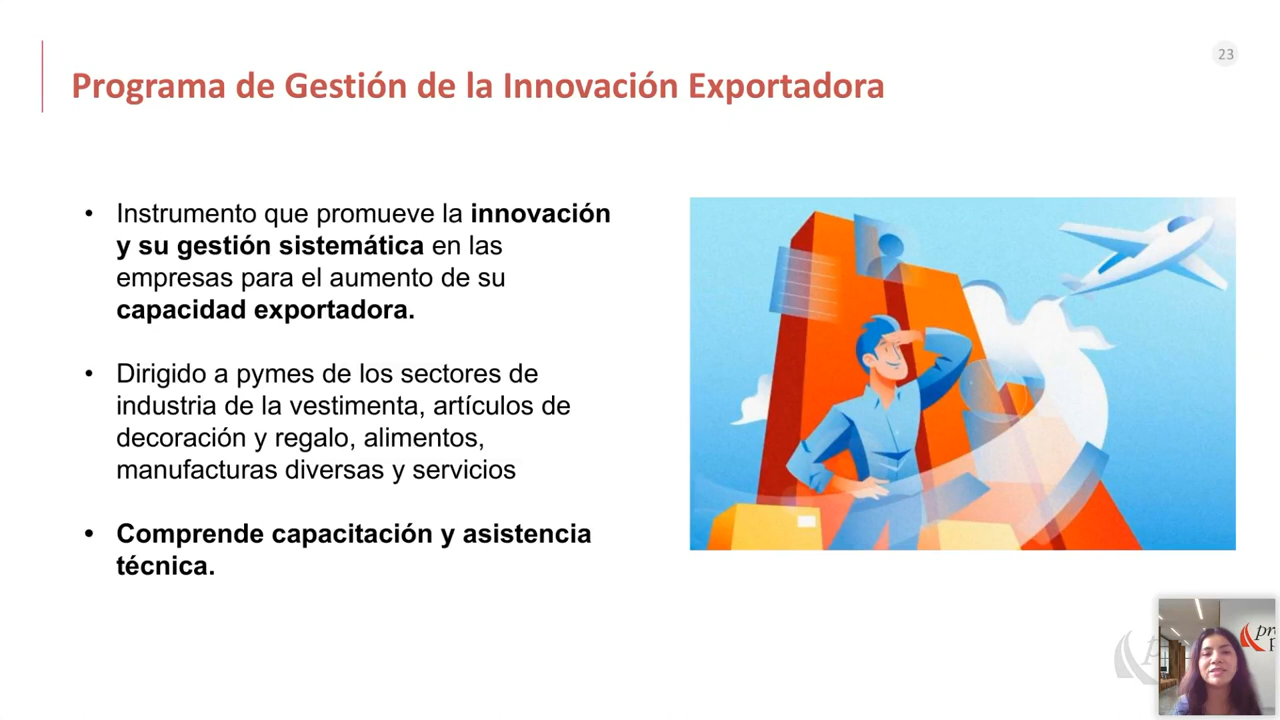 23
Programa de Gestión de la Innovación Exportadora
• Instrumento que promueve la innovación
y su gestión sistemática en las
empresas para el aumento de su
capacidad exportadora.
• Dirigido a pymes de los sectores de
industria de la vestimenta, artículos de
decoración y regalo, alimentos,
manufacturas diversas y servicios
• Comprende capacitación y asistencia
técnica.